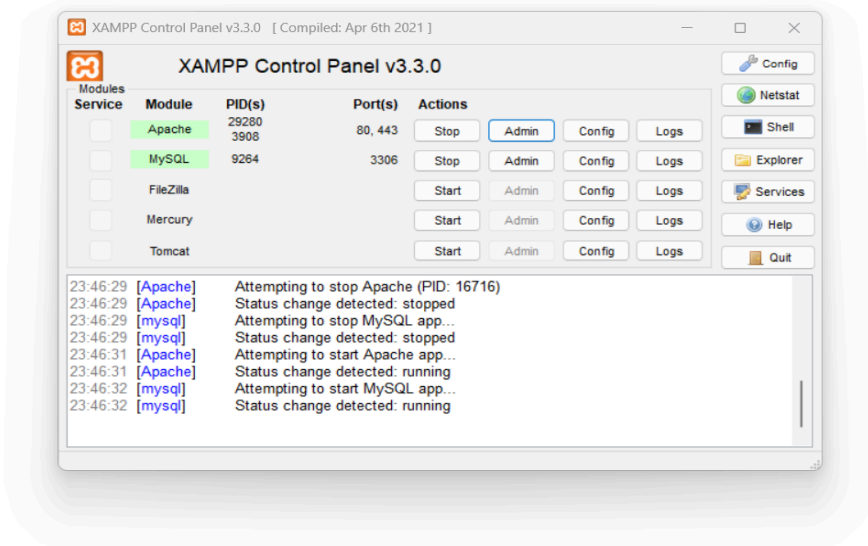 XAMPP Control Panel v3.3.0 [ Compiled: Apr 6th 2021 ]
XAMPP Control Panel v3.3.0
Config
Modules
Service Module PID(s) Port(s) Actions
Netstat
Apache 29280 3908 80, 443 Stop Admin Config Logs
Shell
MySQL 9264 3306 Stop Admin Config Logs
Explorer
FileZilla Start Admin Config Logs
Services
Mercury Start Admin Config Logs
Help
Tomcat Start Admin Config Logs
Quit
23:46:29 [Apache] Attempting to stop Apache (PID: 16716)
23:46:29 [Apache] Status change detected: stopped
23:46:29 [mysql] Attempting to stop MySQL app...
23:46:29 [mysql] Status change detected: stopped
23:46:31 [Apache] Attempting to start Apache app...
23:46:31 [Apache] Status change detected: running
23:46:32 [mysql] Attempting to start MySQL app...
23:46:32 [mysql] Status change detected: running